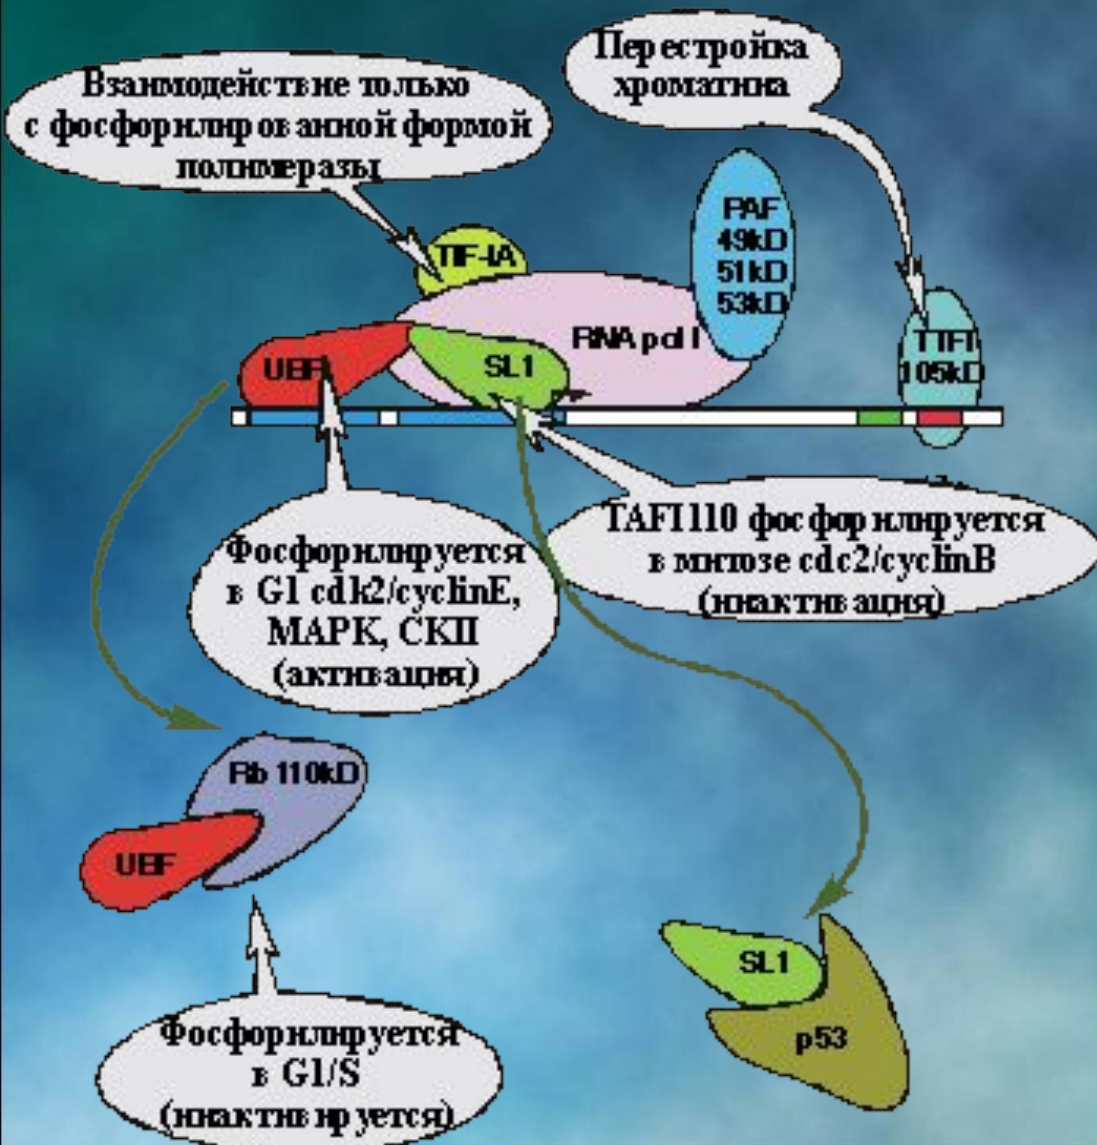 Перестройка
хроматина
Взаимодействие только
с фосфорилированной формой
полимеразы
PAF
49kD
51kD
53kD
TIF-IA
RNA pol I
UBF
SL1
TTFI
105kD
Фосфорилируется
в G1 cdk2/cyclinE,
МАРК, СКII
(активация)
TAFI110 фосфорилируется
в митозе cdc2/cyclinB
(инактивация)
Rb 110kD
UBF
SL1
p53
Фосфорилируется
в G1/S
(инактивируется)